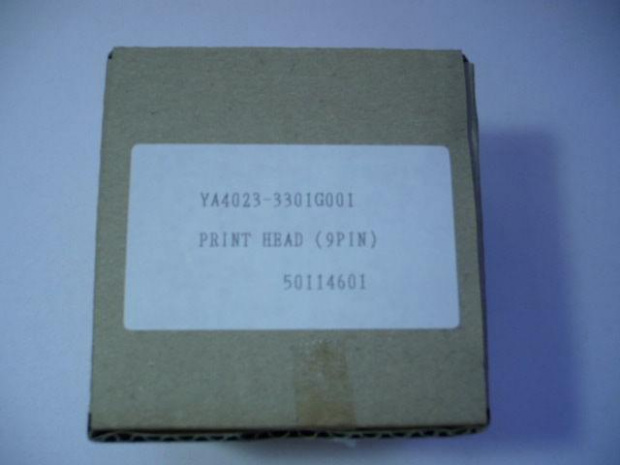 YA4023-3301G001
PRINT HEAD (9PIN)
50114601